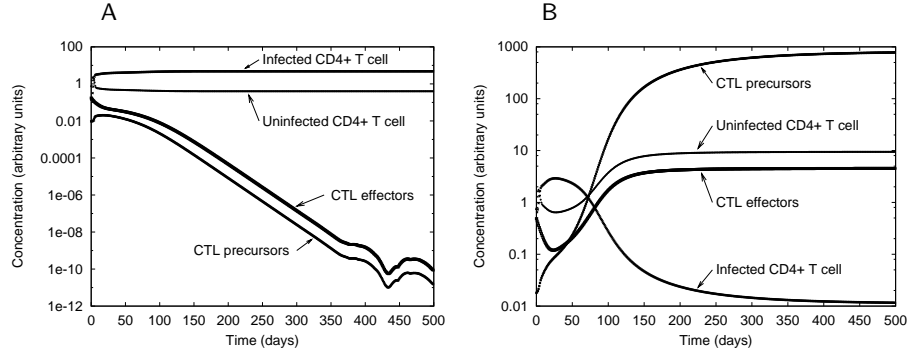 A
Concentration (arbitrary units)
100
1
0.01
0.0001
1e-06
1e-08
1e-10
1e-12
Infected CD4+ T cell
Uninfected CD4+ T cell
CTL effectors
CTL precursors
0 50 100 150 200 250 300 350 400 450 500
Time (days)
B
Concentration (arbitrary units)
1000
100
10
1
0.1
0.01
CTL precursors
Uninfected CD4+ T cell
CTL effectors
Infected CD4+ T cell
0 50 100 150 200 250 300 350 400 450 500
Time (days)